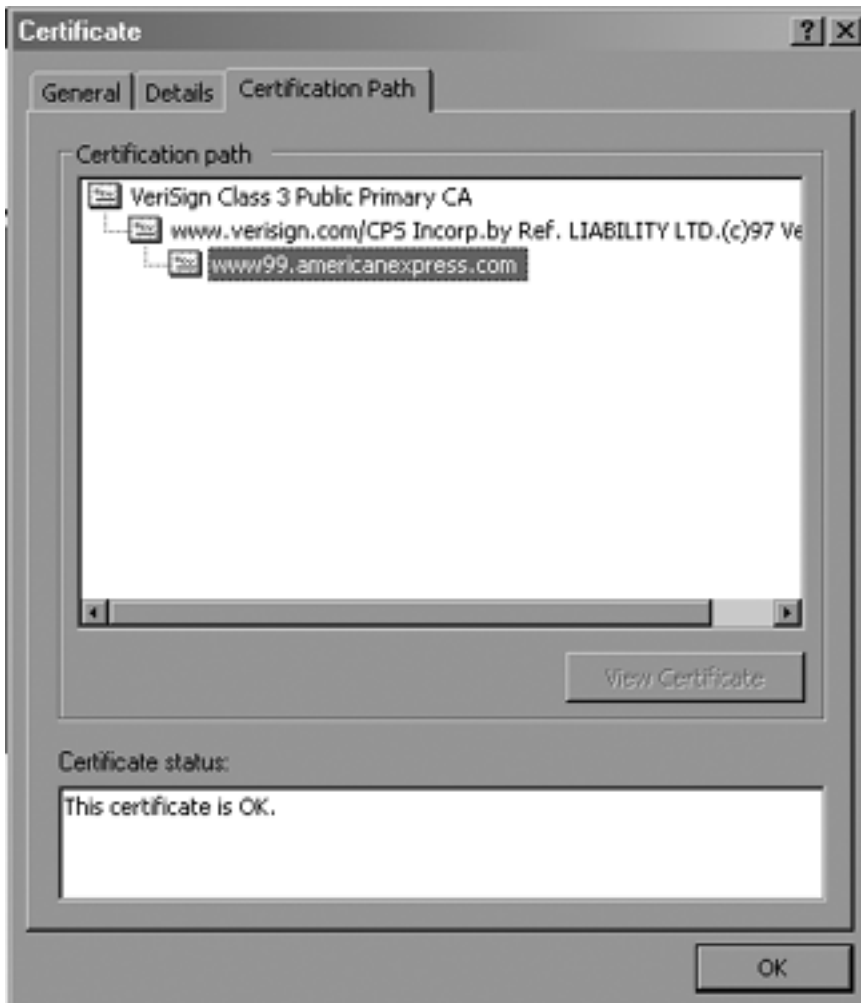 Certificate
General Details Certification Path
Certification path
VeriSign Class 3 Public Primary CA
www.verisign.com/CPS Incorp.by Ref. LIABILITY LTD.(c)97 Ve
www99.americanexpress.com
View Certificate
Certificate status:
This certificate is OK.
OK